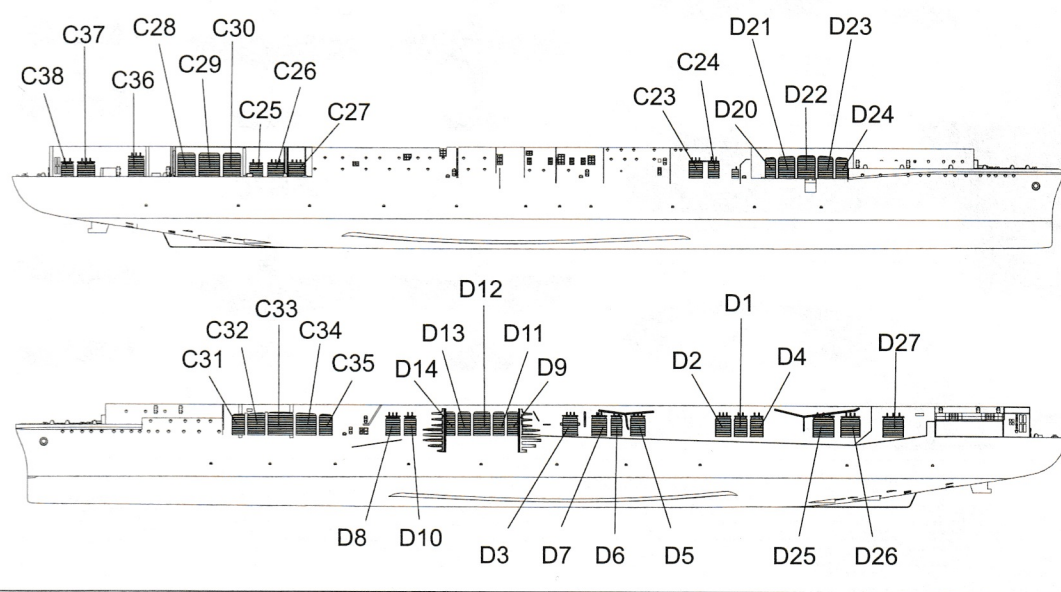 C28 C30 D21 D23
C37 C29 C26 C24 D22
C38 C36 C25 C27 C23 D20 D24
D12
C33 D13 D11 D1
C32 C34 D14 D9 D2 D4 D27
C31 C35
D8 D10 D3 D7 D6 D5 D25 D26